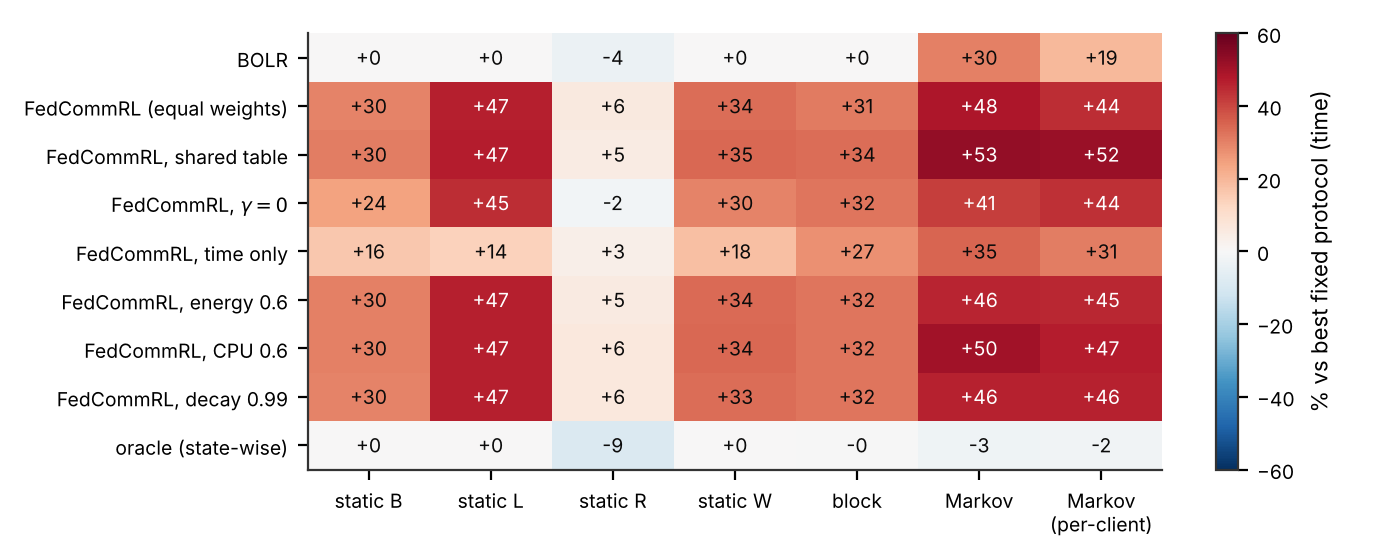 BOLR +0 +0 -4 +0 +0 +30 +19
FedCommRL (equal weights) +30 +47 +6 +34 +31 +48 +44
FedCommRL, shared table +30 +47 +5 +35 +34 +53 +52
FedCommRL, γ = 0 +24 +45 -2 +30 +32 +41 +44
FedCommRL, time only +16 +14 +3 +18 +27 +35 +31
FedCommRL, energy 0.6 +30 +47 +5 +34 +32 +46 +45
FedCommRL, CPU 0.6 +30 +47 +6 +34 +32 +50 +47
FedCommRL, decay 0.99 +30 +47 +6 +33 +32 +46 +46
oracle (state-wise) +0 +0 -9 +0 -0 -3 -2
static B static L static R static W block Markov Markov
(per-client)
60
40
20
0
−20
−40
−60
% vs best fixed protocol (time)